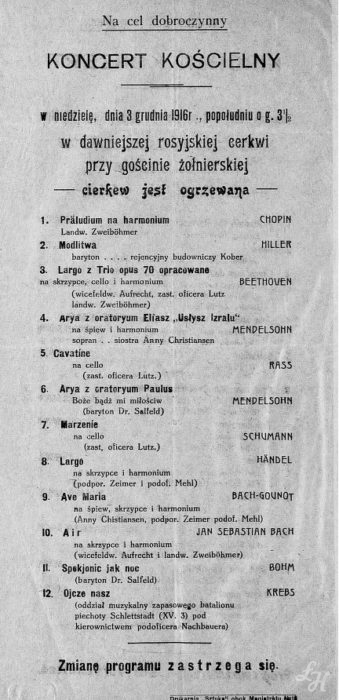 Na cel dobroczynny
KONCERT KOŚCIELNY
w niedzielę, dnia 3 grudnia 1916r ., popołudniu o g. 3½
w dawniejszej rosyjskiej cerkwi
przy gościnie żołnierskiej
— cierkew jest ogrzewana —
1. Präludium na harmonium CHOPIN
Landw. Zweiböhmer
2. Modlitwa HILLER
baryton . . . . rejencyjny budowniczy Kober
3. Largo z Trio opus 70 opracowane
na skrzypce, cello i harmonium BEETHOVEN
(wicefeldw. Aufrecht, zast. oficera Lutz
landw. Zweiböhmer)
4. Arya z oratoryum Eliasz „Usłysz Izralu"
na śpiew i harmonium MENDELSOHN
sopran . . siostra Anny Christiansen
5. Cavatine
na cello RASS
(zast. oficera Lutz.)
6. Arya z oratoryum Paulus
Boże bądź mi miłościw MENDELSOHN
(baryton Dr. Salfeld)
7. Marzenie
na cello SCHUMANN
(zast, oficera Lutz.)
8. Largo HÄNDEL
na skrzypce i harmonium
(podpor. Zeimer i podof. Mehl)
9. Ave Maria BACH-GOUNOT
na śpiew, skrzypce i harmonium
(Anny Chistiansen, podpor. Zeimer podof. Mehl)
10. Air JAN SEBASTIAN BACH
na skrzypce i harmonium
(wicefeldw. Aufrecht i landw. Zweiböhmer)
11. Spokjonie jak noc BOHM
(baryton Dr. Salfeld)
12. Ojcze nasz KREBS
(oddział muzykalny zapasowego batalionu
piechoty Schlettstadt (XV. 3) pod
kierownictwem podoficera Nachbauera)
Zmianę programu zastrzega się.
Drukarnia „Sztuka" obok Magistratu
LH